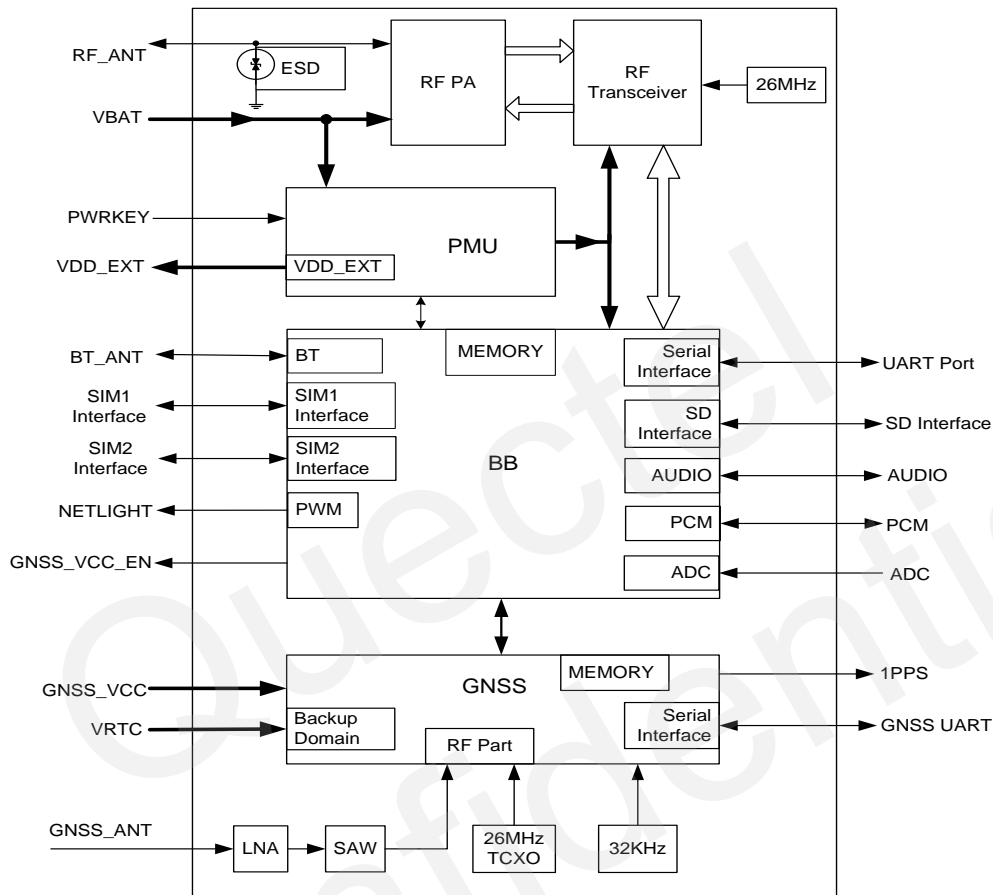 RF_ANT
ESD
RF PA
RF
Transceiver
26MHz
VBAT
PWRKEY
PMU
VDD_EXT
VDD_EXT
BT_ANT
BT
MEMORY
Serial
Interface
UART Port
SIM1
Interface
SIM1
Interface
SD
Interface
SD Interface
SIM2
Interface
SIM2
Interface
BB
AUDIO
AUDIO
NETLIGHT
PWM
PCM
PCM
GNSS_VCC_EN
ADC
ADC
GNSS_VCC
GNSS
MEMORY
1PPS
VRTC
Backup
Domain
RF Part
Serial
Interface
GNSS UART
GNSS_ANT
LNA
SAW
26MHz
TCXO
32KHz
Quectel